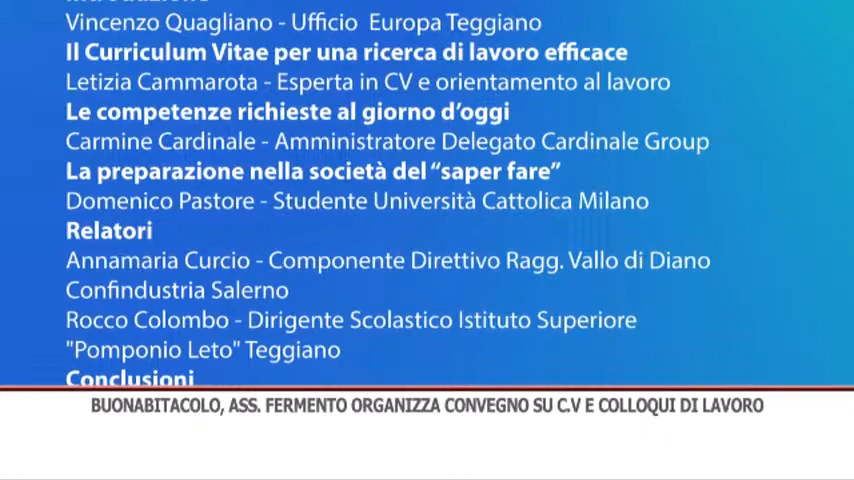 Vincenzo Quagliano - Ufficio Europa Teggiano
Il Curriculum Vitae per una ricerca di lavoro efficace
Letizia Cammarota - Esperta in CV e orientamento al lavoro
Le competenze richieste al giorno d'oggi
Carmine Cardinale - Amministratore Delegato Cardinale Group
La preparazione nella società del "saper fare"
Domenico Pastore - Studente Università Cattolica Milano
Relatori
Annamaria Curcio - Componente Direttivo Ragg. Vallo di Diano
Confindustria Salerno
Rocco Colombo - Dirigente Scolastico Istituto Superiore
"Pomponio Leto" Teggiano
Conclusioni
BUONABITACOLO, ASS. FERMENTO ORGANIZZA CONVEGNO SU C.V E COLLOQUI DI LAVORO